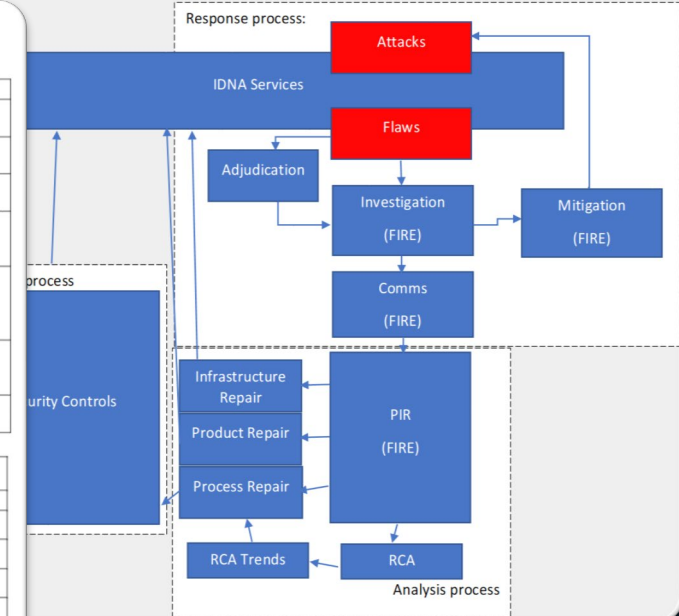 Response process:
Attacks
IDNA Services
Flaws
Adjudication
Investigation
(FIRE)
Mitigation
(FIRE)
Comms
(FIRE)
process
Infrastructure
Repair
urity Controls
PIR
(FIRE)
Product Repair
Process Repair
RCA Trends
RCA
Analysis process